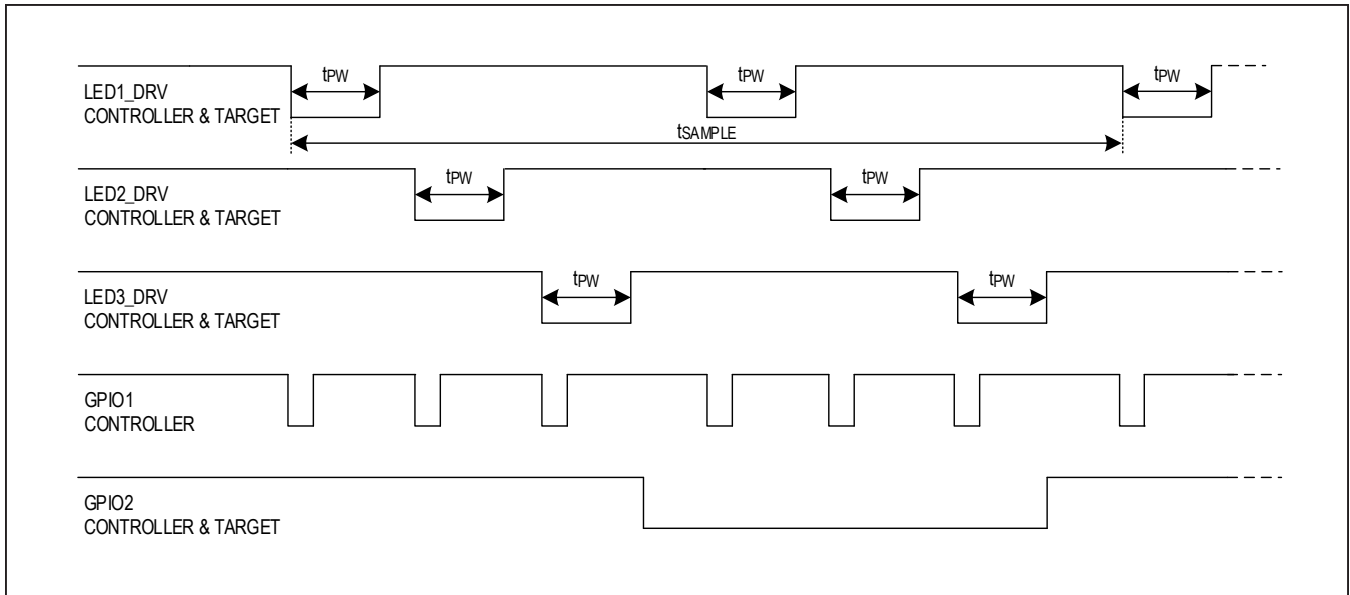 tPW
tPW
tPW
LED1_DRV
CONTROLLER & TARGET
tSAMPLE
tPW
tPW
LED2_DRV
CONTROLLER & TARGET
tPW
tPW
LED3_DRV
CONTROLLER & TARGET
GPIO1
CONTROLLER
GPIO2
CONTROLLER & TARGET